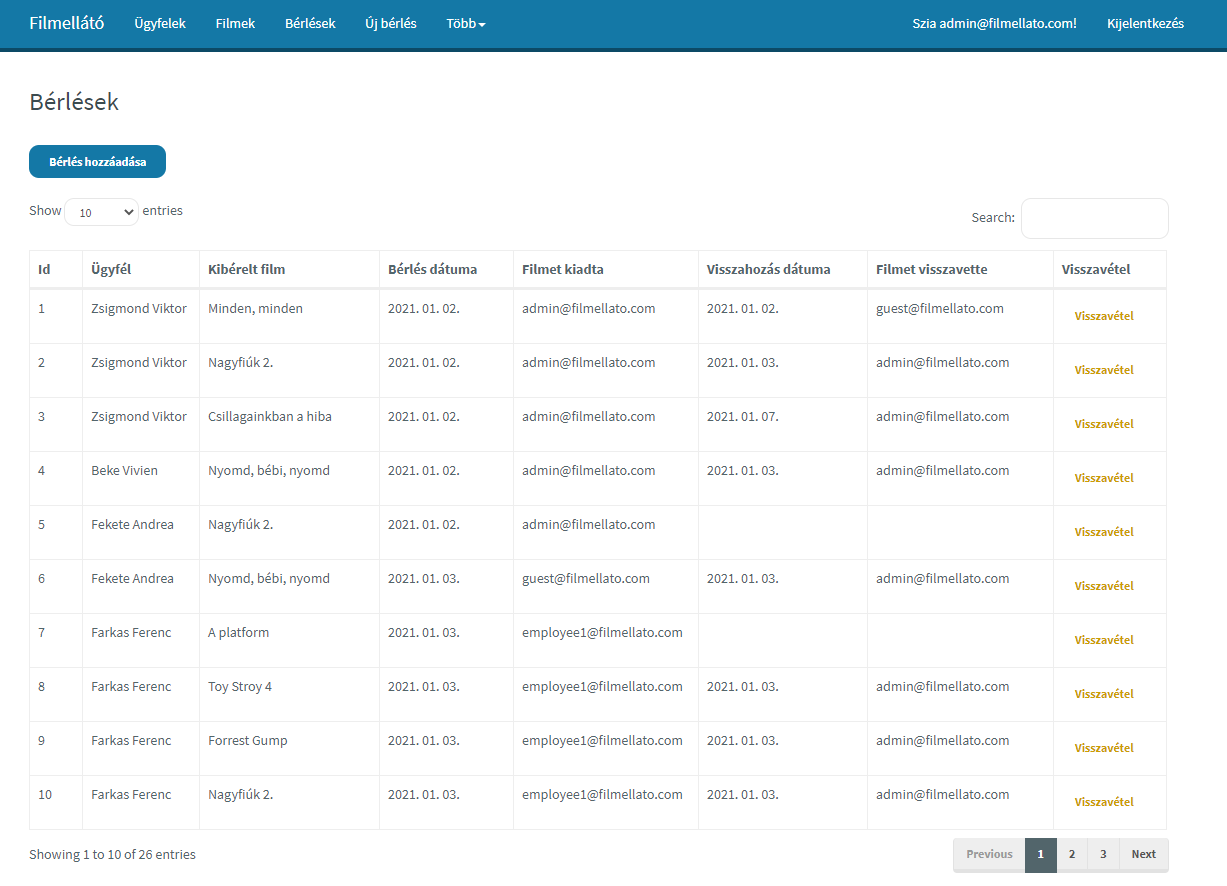 Filmellátó Ügyfelek Filmek Bérlések Új bérlés Több Szia admin@filmellato.com! Kijelentkezés
Bérlések
Bérlés hozzáadása
Show 10 entries
Search:
Id Ügyfél Kibérelt film Bérlés dátuma Filmet kiadta Visszahozás dátuma Filmet visszavette Visszavétel
1 Zsigmond Viktor Minden, minden 2021. 01. 02. admin@filmellato.com 2021. 01. 02. guest@filmellato.com Visszavétel
2 Zsigmond Viktor Nagyfiúk 2. 2021. 01. 02. admin@filmellato.com 2021. 01. 03. admin@filmellato.com Visszavétel
3 Zsigmond Viktor Csillagainkban a hiba 2021. 01. 02. admin@filmellato.com 2021. 01. 07. admin@filmellato.com Visszavétel
4 Beke Vivien Nyomd, bébi, nyomd 2021. 01. 02. admin@filmellato.com 2021. 01. 03. admin@filmellato.com Visszavétel
5 Fekete Andrea Nagyfiúk 2. 2021. 01. 02. admin@filmellato.com Visszavétel
6 Fekete Andrea Nyomd, bébi, nyomd 2021. 01. 03. guest@filmellato.com 2021. 01. 03. admin@filmellato.com Visszavétel
7 Farkas Ferenc A platform 2021. 01. 03. employee1@filmellato.com Visszavétel
8 Farkas Ferenc Toy Stroy 4 2021. 01. 03. employee1@filmellato.com 2021. 01. 03. admin@filmellato.com Visszavétel
9 Farkas Ferenc Forrest Gump 2021. 01. 03. employee1@filmellato.com 2021. 01. 03. admin@filmellato.com Visszavétel
10 Farkas Ferenc Nagyfiúk 2. 2021. 01. 03. employee1@filmellato.com 2021. 01. 03. admin@filmellato.com Visszavétel
Showing 1 to 10 of 26 entries
Previous 1 2 3 Next